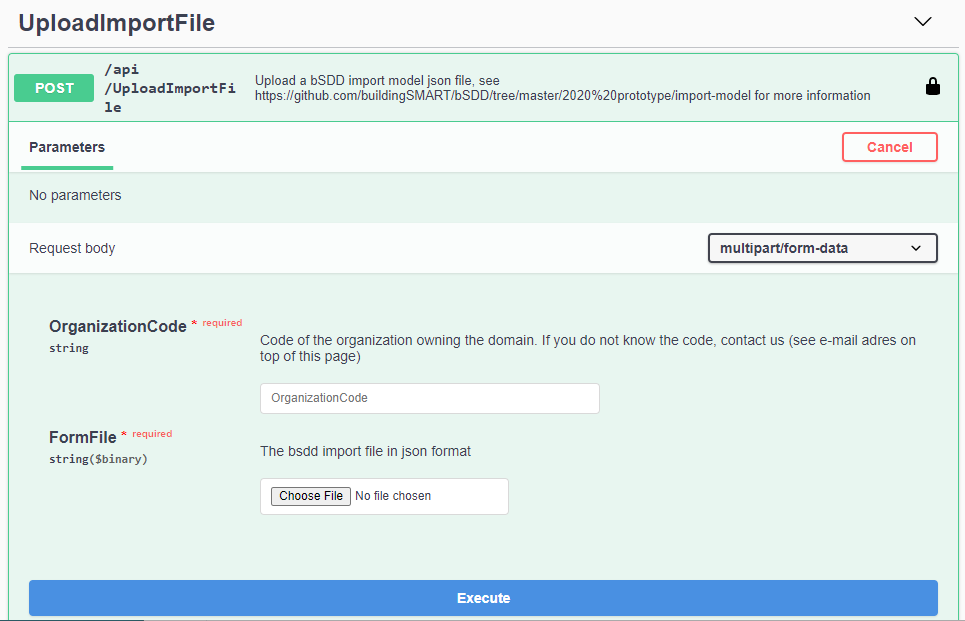 UploadImportFile
POST
/api
/UploadImportFi
le
Upload a bSDD import model json file, see
https://github.com/buildingSMART/bSDD/tree/master/2020%20prototype/import-model for more information
Parameters
Cancel
No parameters
Request body
multipart/form-data
OrganizationCode * required
string
Code of the organization owning the domain. If you do not know the code, contact us (see e-mail adres on
top of this page)
OrganizationCode
FormFile * required
string($binary)
The bsdd import file in json format
Choose File No file chosen
Execute